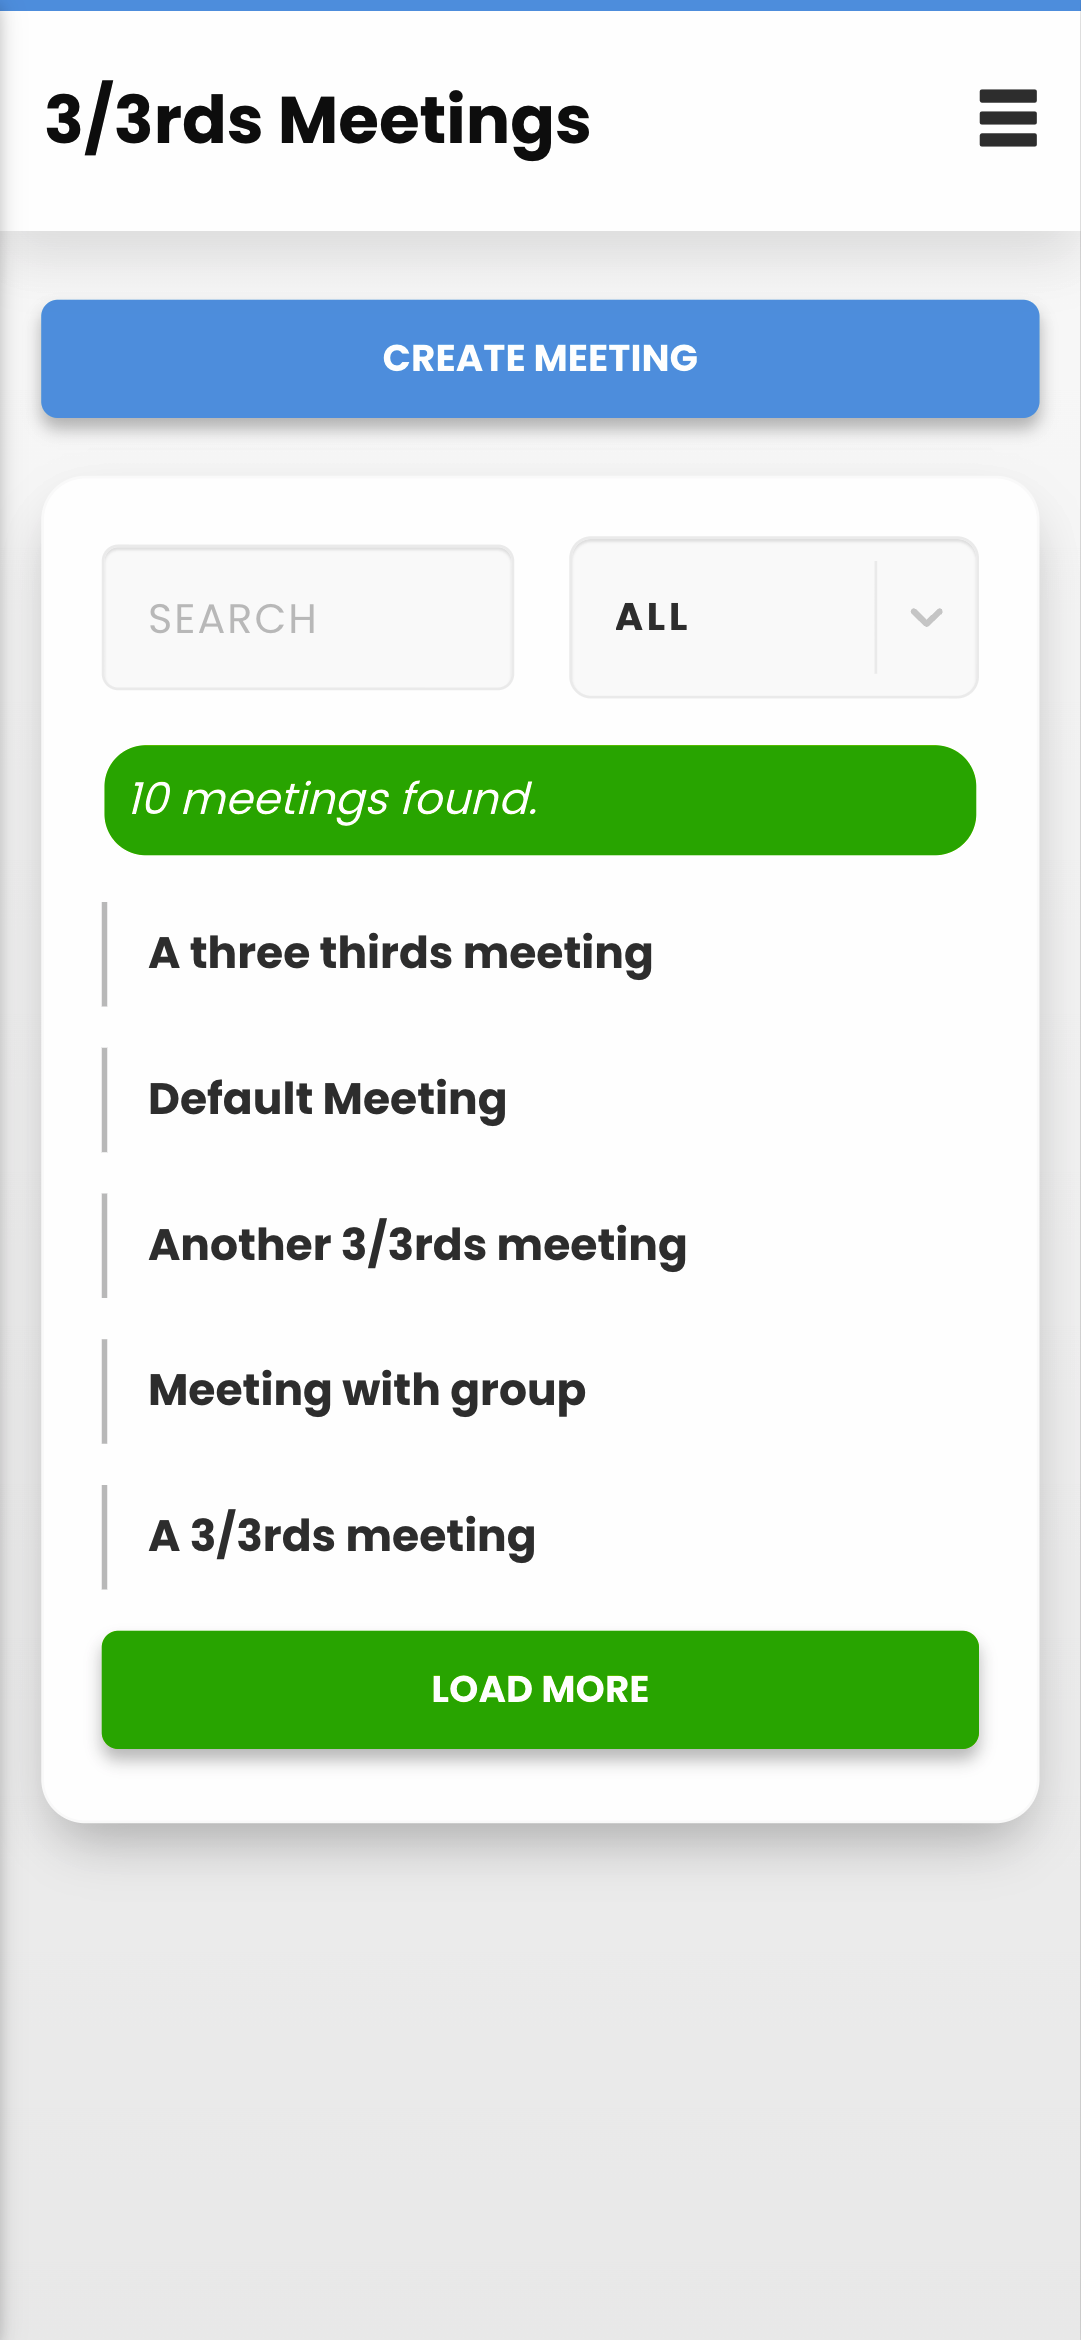 3/3rds Meetings
CREATE MEETING
SEARCH
ALL
10 meetings found.
A three thirds meeting
Default Meeting
Another 3/3rds meeting
Meeting with group
A 3/3rds meeting
LOAD MORE